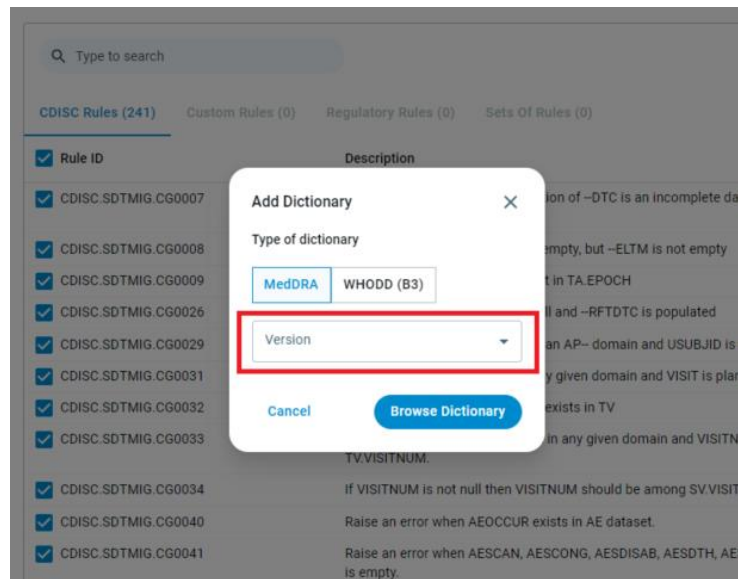 Type to search
CDISC Rules (241) Custom Rules (0) Regulatory Rules (0) Sets Of Rules (0)
Rule ID Description
CDISC.SDTMIG.CG0007 ion of --DTC is an incomplete da
CDISC.SDTMIG.CG0008 empty, but --ELTM is not empty
CDISC.SDTMIG.CG0009 t in TA.EPOCH
CDISC.SDTMIG.CG0026 ll and --RFTDTC is populated
CDISC.SDTMIG.CG0029 an AP-- domain and USUBJID is
CDISC.SDTMIG.CG0031 y given domain and VISIT is plan
CDISC.SDTMIG.CG0032 exists in TV
CDISC.SDTMIG.CG0033 in any given domain and VISITN
TV.VISITNUM.
CDISC.SDTMIG.CG0034 If VISITNUM is not null then VISITNUM should be among SV.VISIT
CDISC.SDTMIG.CG0040 Raise an error when AEOCCUR exists in AE dataset.
CDISC.SDTMIG.CG0041 Raise an error when AESCAN, AESCONG, AESDISAB, AESDTH, AE
is empty.
Add Dictionary
Type of dictionary
MedDRA WHODD (B3)
Version
Cancel Browse Dictionary